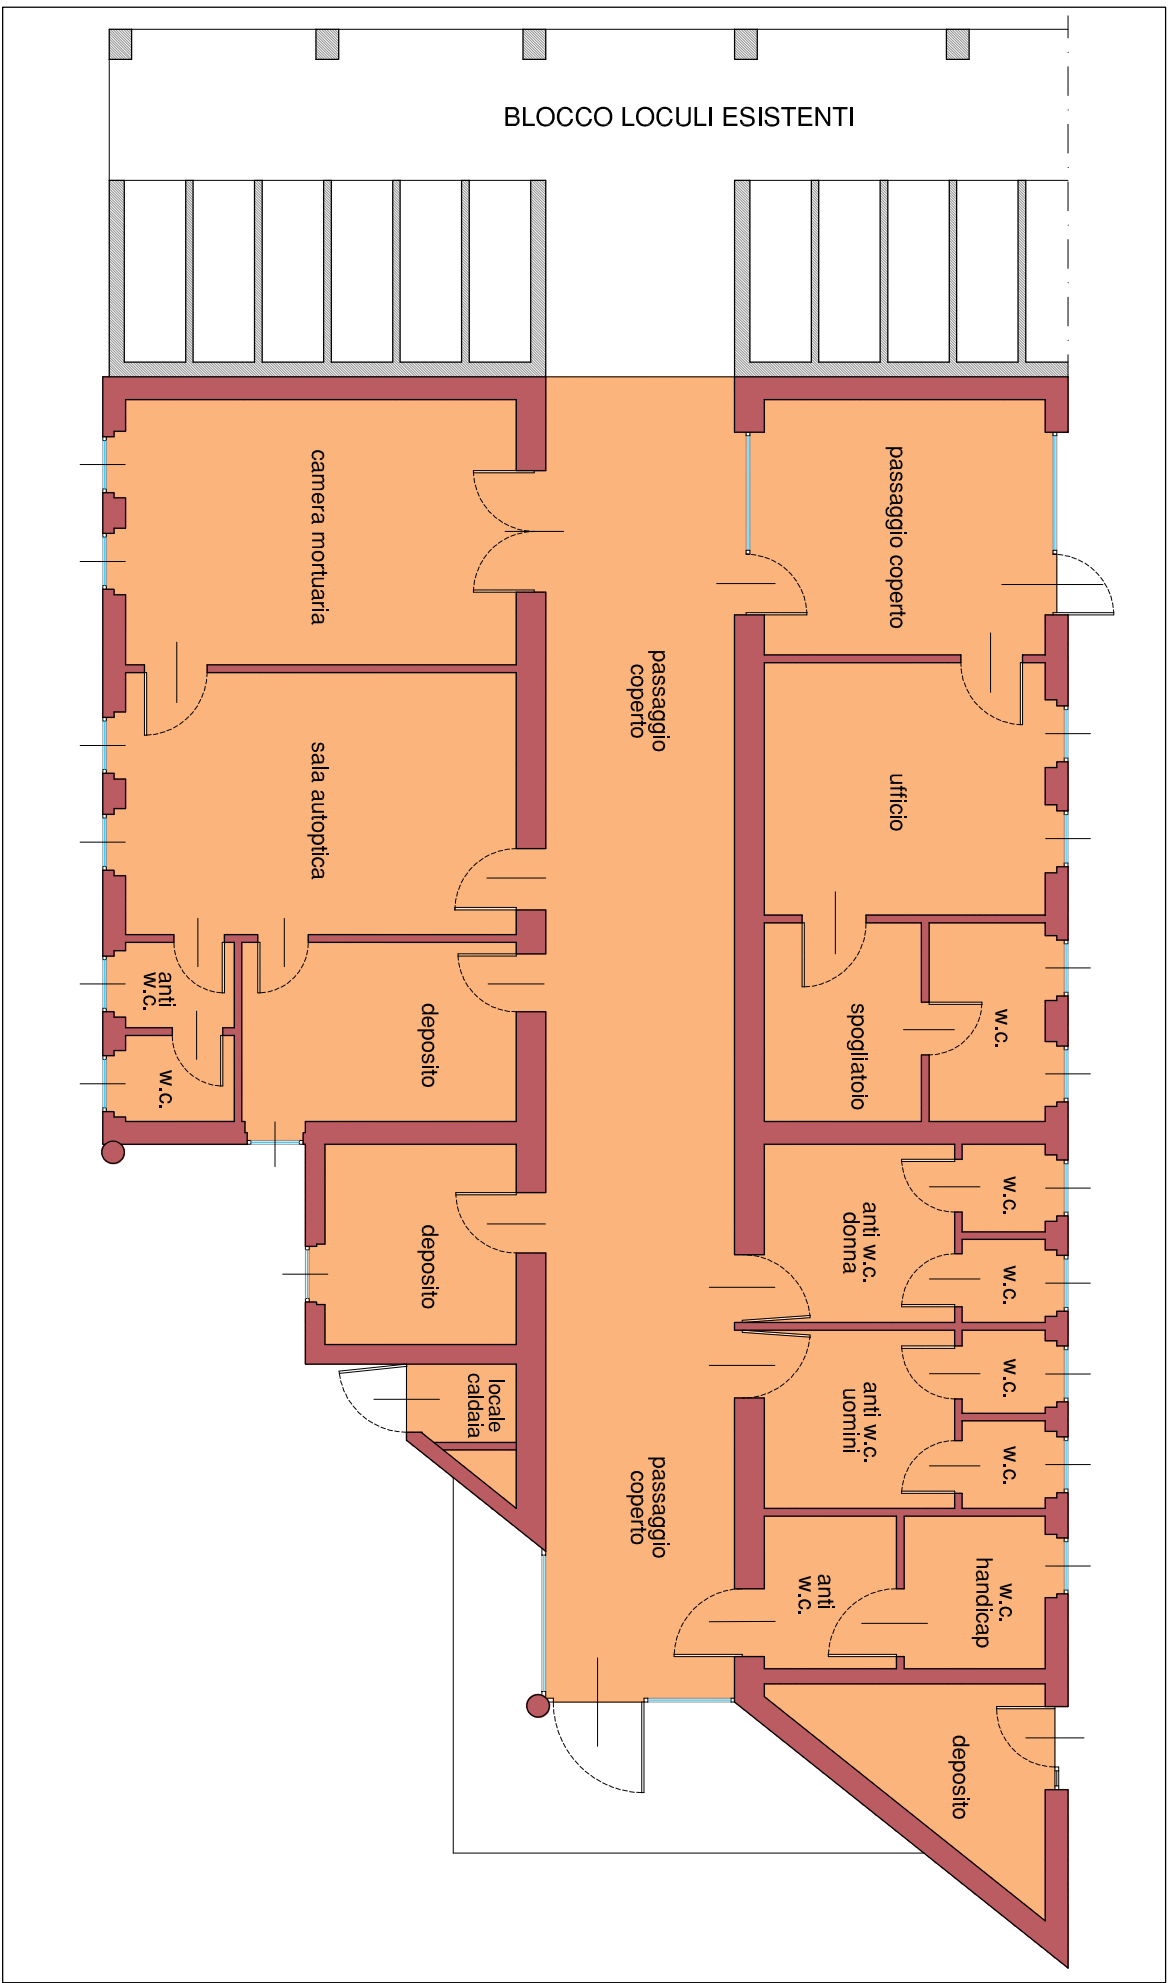 BLOCCO LOCULI ESISTENTI
camera mortuaria
passaggio coperto
passaggio
coperto
sala autoptica
ufficio
anti
w.c.
w.c.
deposito
spogliatoio
w.c.
deposito
anti w.c.
donna
w.c.
w.c.
locale
caldaia
anti w.c.
uomini
w.c.
w.c.
passaggio
coperto
anti
w.c.
w.c.
handicap
deposito